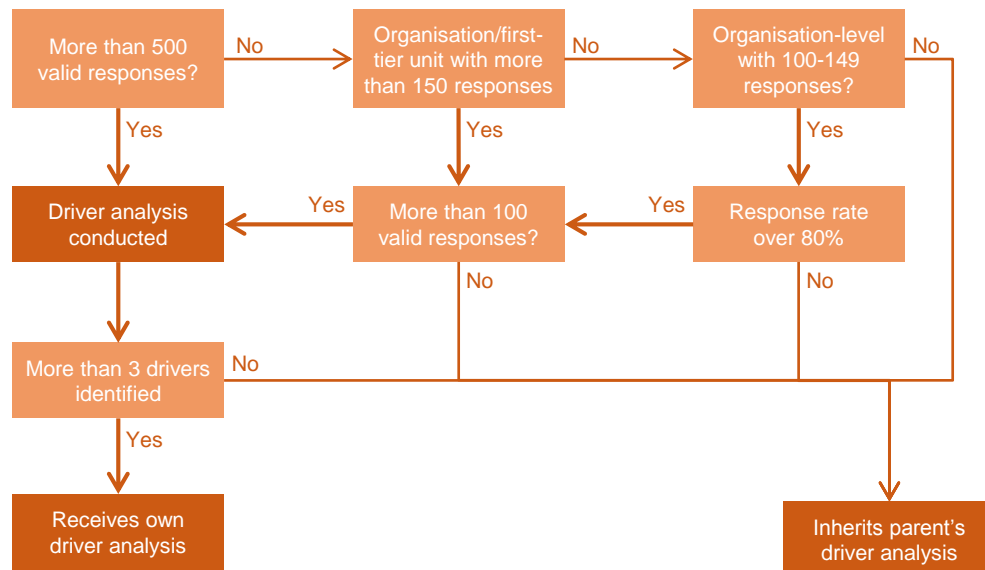 More than 500
valid responses?
No
Organisation/first-
tier unit with more
than 150 responses
No
Organisation-level
with 100-149
responses?
No
Yes
Yes
Yes
Driver analysis
conducted
Yes
More than 100
valid responses?
Yes
Response rate
over 80%
No
No
More than 3 drivers
identified
No
Yes
Receives own
driver analysis
Inherits parent's
driver analysis